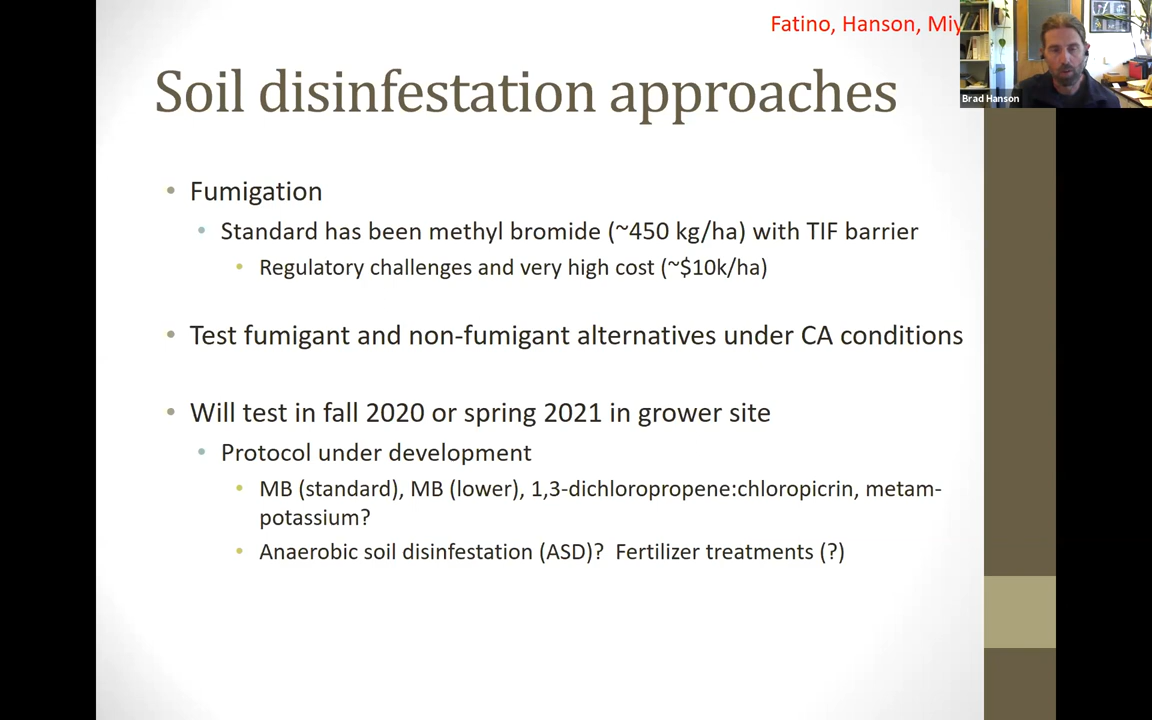 Fatino, Hanson,
Brad Hanson
Soil disinfestation approaches
• Fumigation
• Standard has been methyl bromide (~450 kg/ha) with TIF barrier
• Regulatory challenges and very high cost (~$10k/ha)
• Test fumigant and non-fumigant alternatives under CA conditions
• Will test in fall 2020 or spring 2021 in grower site
• Protocol under development
• MB (standard), MB (lower), 1,3-dichloropropene:chloropicrin, metam-
potassium?
• Anaerobic soil disinfestation (ASD)? Fertilizer treatments (?)